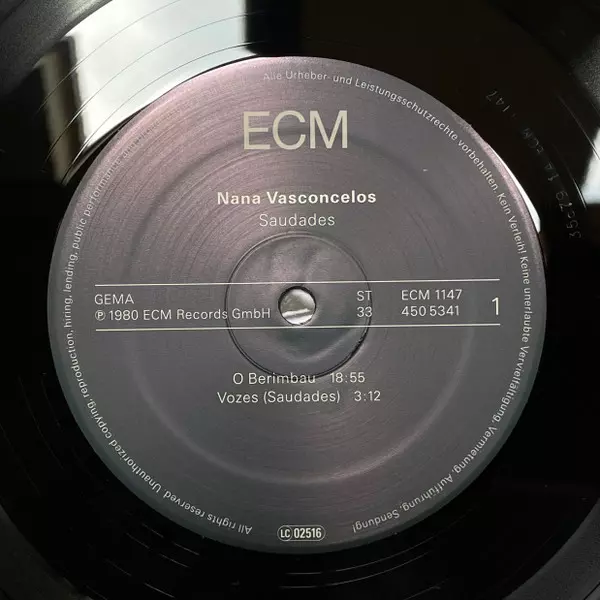 Alle Urheber- und Leistungsschutzrechte vorbehalten. Kein Verleih! Keine unerlaubte Vervielfältigung, Vermietung, Aufführung, Sendung!
ECM
Nana Vasconcelos
Saudades
GEMA ST ECM 1147
℗ 1980 ECM Records GmbH 33 450 5341 1
O Berimbau 18:55
Vozes (Saudades) 3:12
LC 02516
All rights reserved. Unauthorized copying, reproduction, hiring, lending, public performance